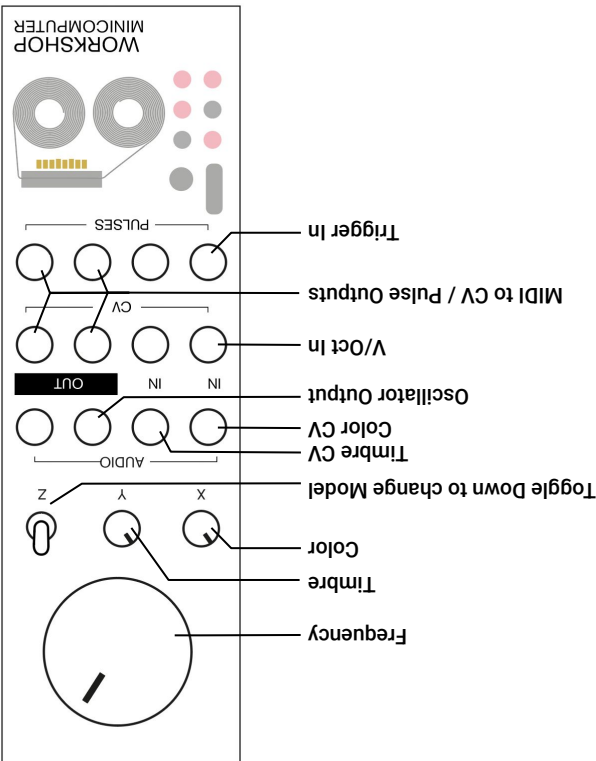 Frequency
Timbre
Color
X Y Z
Toggle Down to change Model
AUDIO
Timbre CV
Color CV
Oscillator Output
IN IN OUT
V/Oct In
CV
MIDI to CV / Pulse Outputs
Trigger In
PULSES
WORKSHOP
MINICOMPUTER